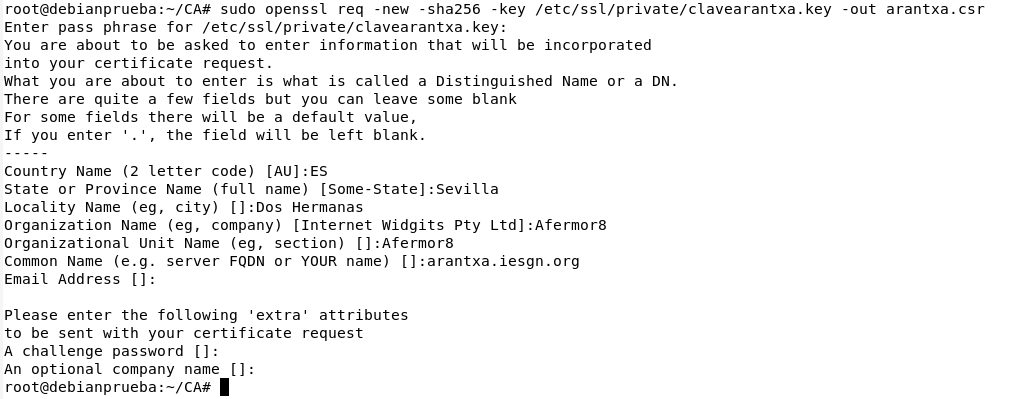 root@debianprueba:~/CA# sudo openssl req -new -sha256 -key /etc/ssl/private/clavearantxa.key -out arantxa.csr
Enter pass phrase for /etc/ssl/private/clavearantxa.key:
You are about to be asked to enter information that will be incorporated
into your certificate request.
What you are about to enter is what is called a Distinguished Name or a DN.
There are quite a few fields but you can leave some blank
For some fields there will be a default value,
If you enter '.', the field will be left blank.
-----
Country Name (2 letter code) [AU]:ES
State or Province Name (full name) [Some-State]:Sevilla
Locality Name (eg, city) []:Dos Hermanas
Organization Name (eg, company) [Internet Widgits Pty Ltd]:Afermor8
Organizational Unit Name (eg, section) []:Afermor8
Common Name (e.g. server FQDN or YOUR name) []:arantxa.iesgn.org
Email Address []:

Please enter the following 'extra' attributes
to be sent with your certificate request
A challenge password []:
An optional company name []:
root@debianprueba:~/CA#